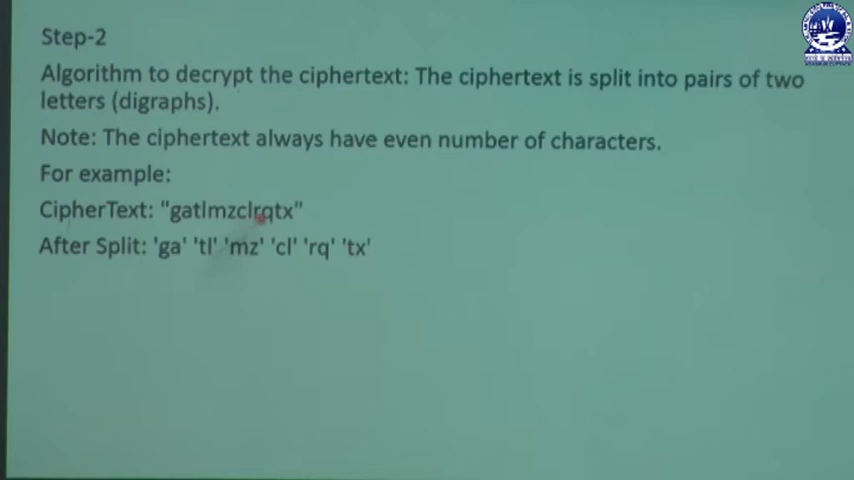 Step-2
Algorithm to decrypt the ciphertext: The ciphertext is split into pairs of two
letters (digraphs).
Note: The ciphertext always have even number of characters.
For example:
CipherText: "gatlmzclrqtx"
After Split: 'ga' 'tl' 'mz' 'cl' 'rq' 'tx'